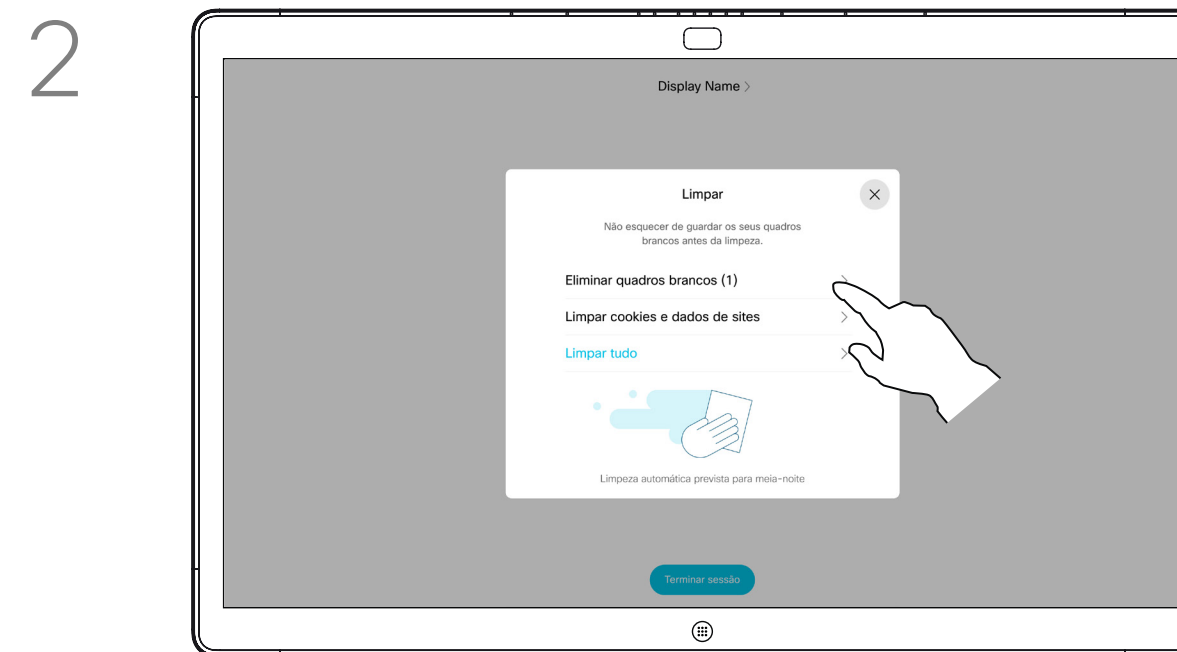 2
Display Name >
Limpar
Não esquecer de guardar os seus quadros
brancos antes da limpeza.
Eliminar quadros brancos (1)
Limpar cookies e dados de sites
Limpar tudo
Limpeza automática prevista para meia-noite
Terminar sessão